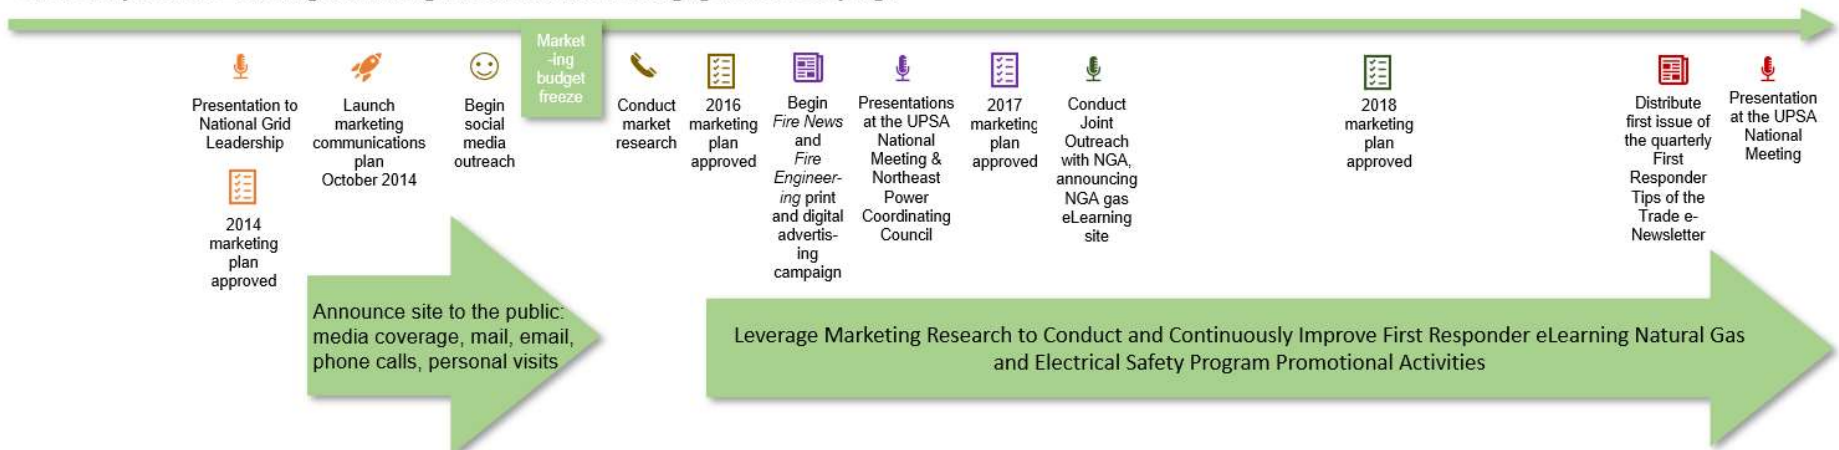 Market
-ing
budget
freeze
Presentation to
National Grid
Leadership
2014
marketing
plan
approved
Launch
marketing
communications
plan
October 2014
Begin
social
media
outreach
Conduct
market
research
2016
marketing
plan
approved
Begin
Fire News
and
Fire
Engineer-
ing print
and digital
advertis-
ing
campaign
Presentations
at the UPSA
National
Meeting &
Northeast
Power
Coordinating
Council
2017
marketing
plan
approved
Conduct
Joint
Outreach
with NGA,
announcing
NGA gas
eLearning
site
2018
marketing
plan
approved
Distribute
first issue of
the quarterly
First
Responder
Tips of the
Trade e-
Newsletter
Presentation
at the UPSA
National
Meeting
Announce site to the public:
media coverage, mail, email,
phone calls, personal visits
Leverage Marketing Research to Conduct and Continuously Improve First Responder eLearning Natural Gas
and Electrical Safety Program Promotional Activities